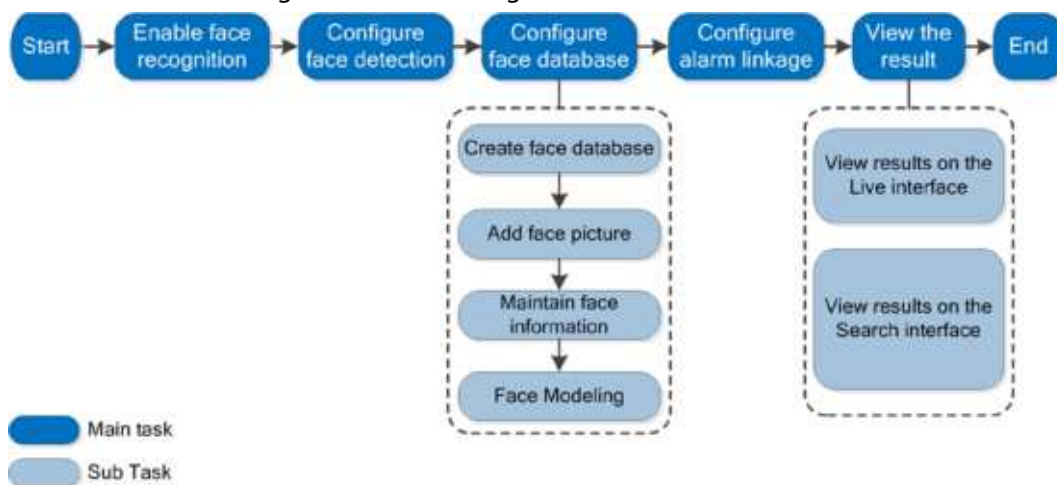 Start
Enable face
recognition
Configure
face detection
Configure
face database
Configure
alarm linkage
View the
result
End
Create face database
Add face picture
Maintain face
information
Face Modeling
View results on the
Live interface
View results on the
Search interface
Main task
Sub Task